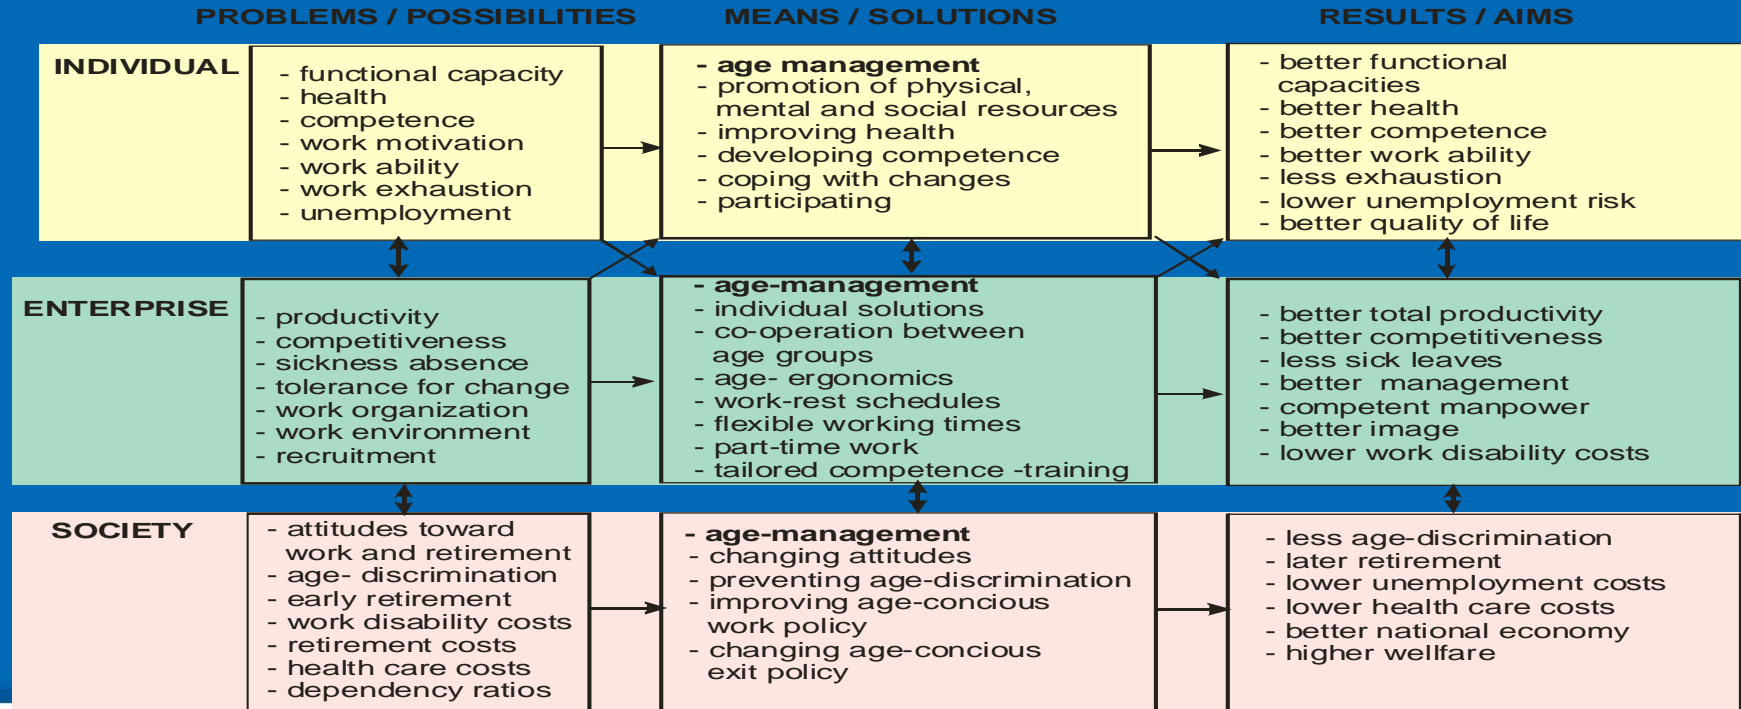 PROBLEMS / POSSIBILITIES
MEANS / SOLUTIONS
RESULTS / AIMS
INDIVIDUAL
- functional capacity
- health
- competence
- work motivation
- work ability
- work exhaustion
- unemployment
- age management
- promotion of physical,
mental and social resources
- improving health
- developing competence
- coping with changes
- participating
- better functional
capacities
- better health
- better competence
- better work ability
- less exhaustion
- lower unemployment risk
- better quality of life
ENTERPRISE
- productivity
- competitiveness
- sickness absence
- tolerance for change
- work organization
- work environment
- recruitment
- age-management
- individual solutions
- co-operation between
age groups
- age- ergonomics
- work-rest schedules
- flexible working times
- part-time work
- tailored competence -training
- better total productivity
- better competitiveness
- less sick leaves
- better management
- competent manpower
- better image
- lower work disability costs
SOCIETY
- attitudes toward
work and retirement
- age- discrimination
- early retirement
- work disability costs
- retirement costs
- health care costs
- dependency ratios
- age-management
- changing attitudes
- preventing age-discrimination
- improving age-concious
work policy
- changing age-concious
exit policy
- less age-discrimination
- later retirement
- lower unemployment costs
- lower health care costs
- better national economy
- higher wellfare